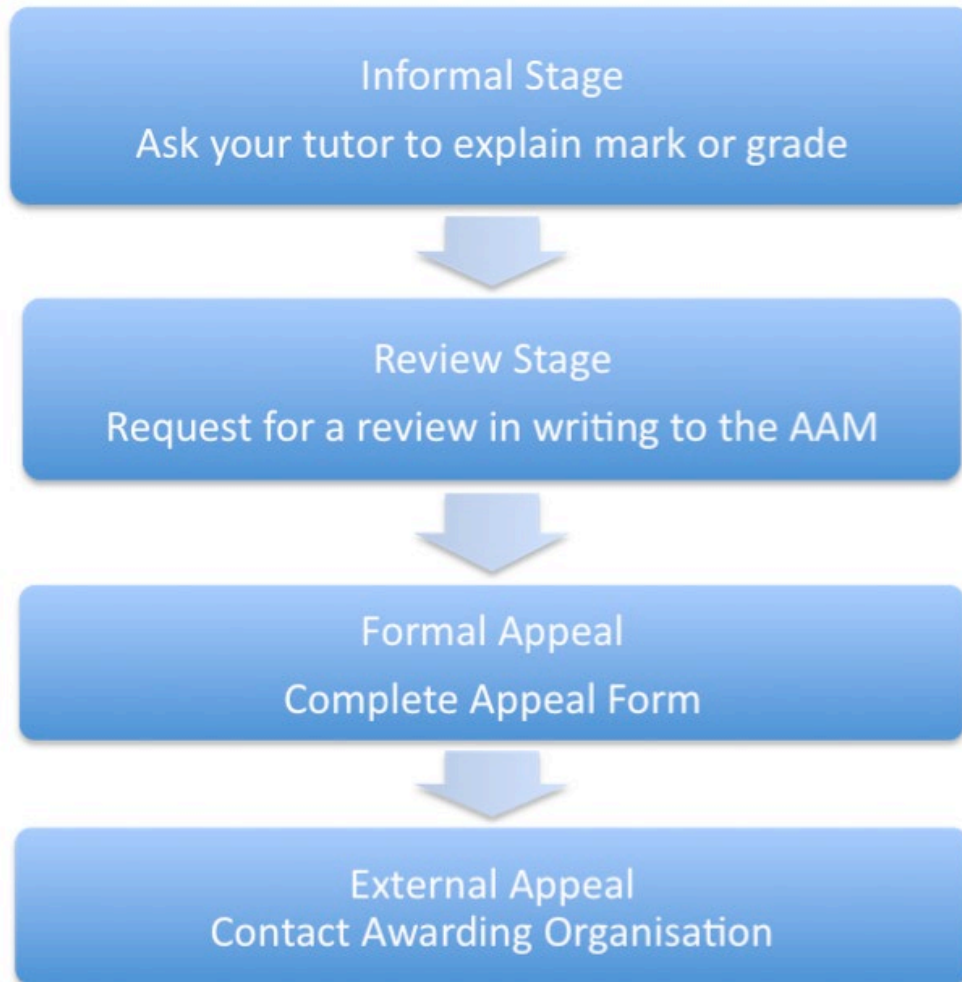 Informal Stage
Ask your tutor to explain mark or grade
Review Stage
Request for a review in writing to the AAM
Formal Appeal
Complete Appeal Form
External Appeal
Contact Awarding Organisation